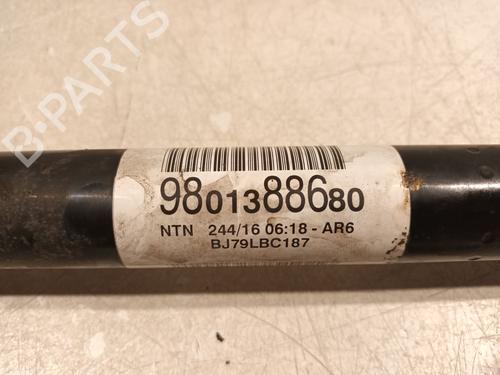 B-PARTS
9801388680
NTN 244/16 06:18 - AR6
BJ79LBC187